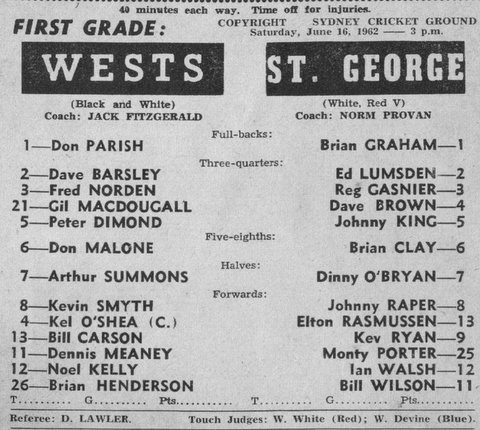 40 minutes each way. Time off for injuries.
FIRST GRADE:
COPYRIGHT SYDNEY CRICKET GROUND
Saturday, June 16, 1962 — 3 p.m.
WESTS ST. GEORGE
(Black and White) (White, Red V)
Coach: JACK FITZGERALD Coach: NORM PROVAN
Full-backs:
1—Don PARISH Brian GRAHAM—1
Three-quarters:
2—Dave BARSLEY Ed LUMSDEN—2
3—Fred NORDEN Reg GASNIER—3
21—Gil MACDOUGALL Dave BROWN—4
5—Peter DIMOND Johnny KING—5
Five-eighths:
6—Don MALONE Brian CLAY—6
Halves:
7—Arthur SUMMONS Dinny O'BRYAN—7
Forwards:
8—Kevin SMYTH Johnny RAPER—8
4—Kel O'SHEA (C.) Elton RASMUSSEN—13
13—Bill CARSON Kev RYAN—9
11—Dennis MEANEY Monty PORTER—25
12—Noel KELLY Ian WALSH—12
26—Brian HENDERSON Bill WILSON—11
T.......... G.......... Pts.......... T.......... G.......... Pts..........
Referee: D. LAWLER. Touch Judges: W. White (Red); W. Devine (Blue).